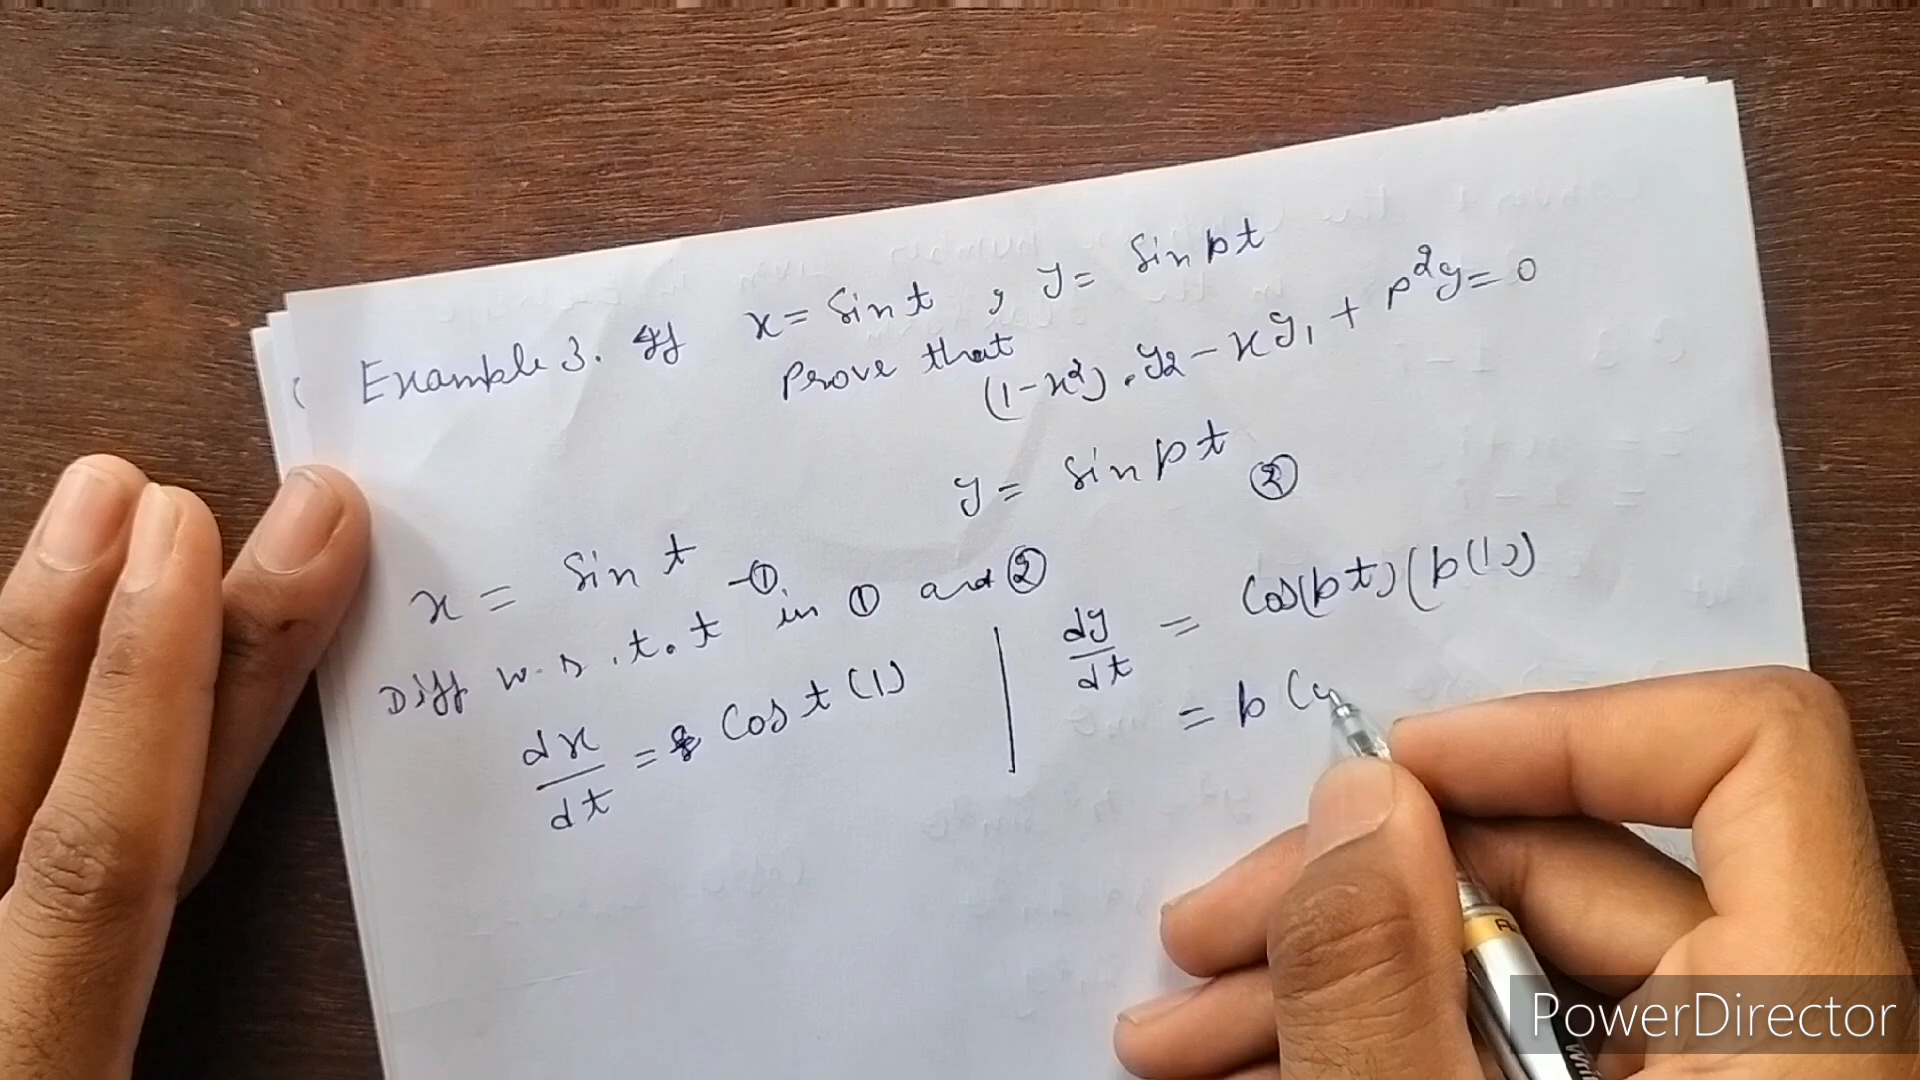 Example 3. If x = Sin t , y = Sin pt
Prove that
(1-x²) . y₂ - xy₁ + p²y = 0
y = Sin pt ②
x = Sin t -①
Diff w.r.t.t in ① and ②
dx/dt = Cos t (1)
dy/dt = Cos(pt)(p(1))
= p (
PowerDirector